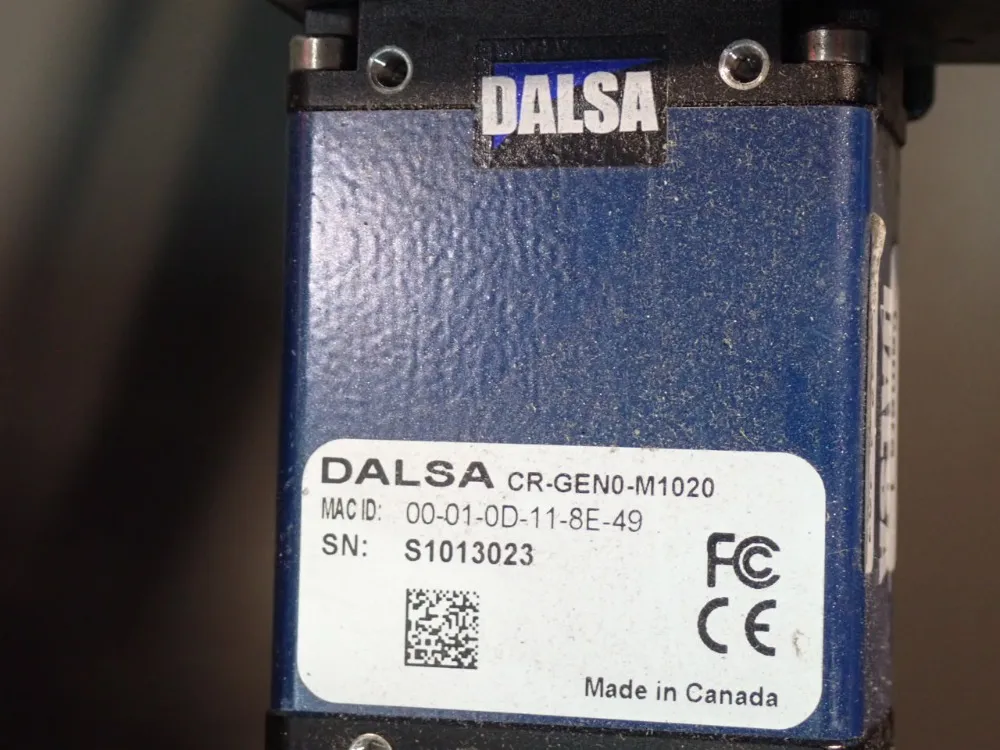 DALSA
DALSA CR-GEN0-M1020
MAC ID: 00-01-0D-11-8E-49
SN: S1013023
FC
CE
Made in Canada